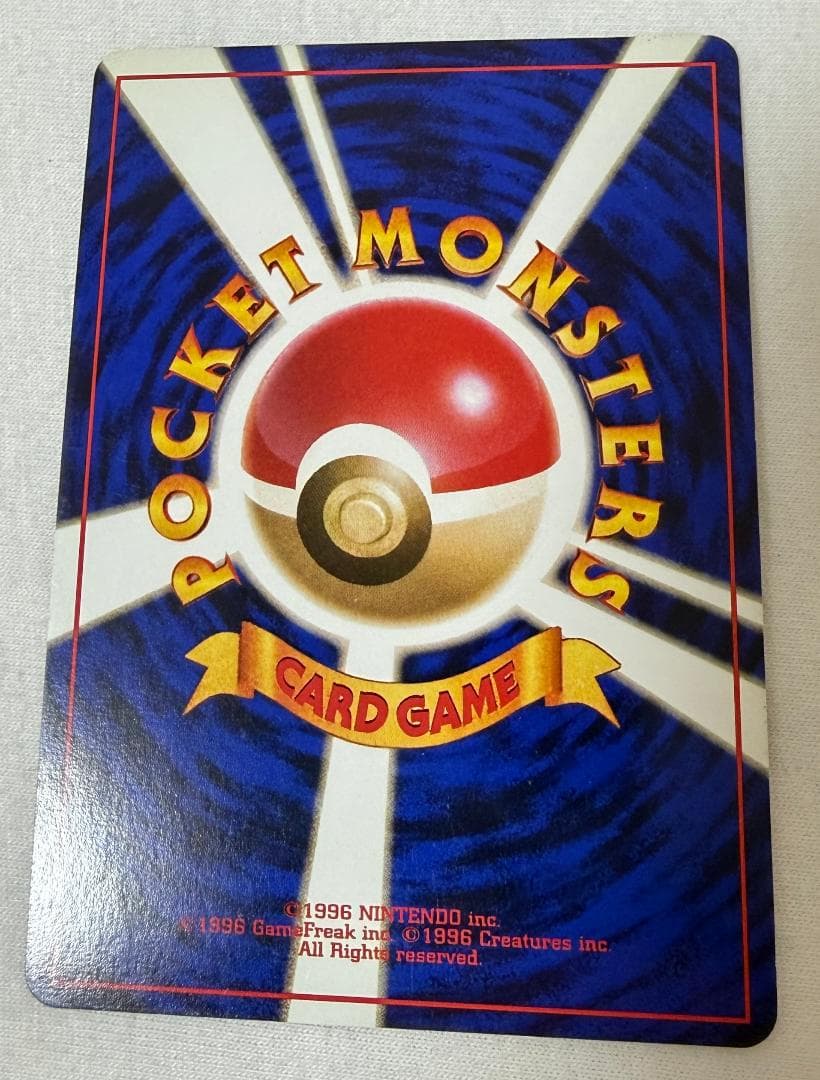 POCKET MONSTERS
CARD GAME
©1996 NINTENDO inc.
©1996 GameFreak inc. ©1996 Creatures inc.
All Rights reserved.